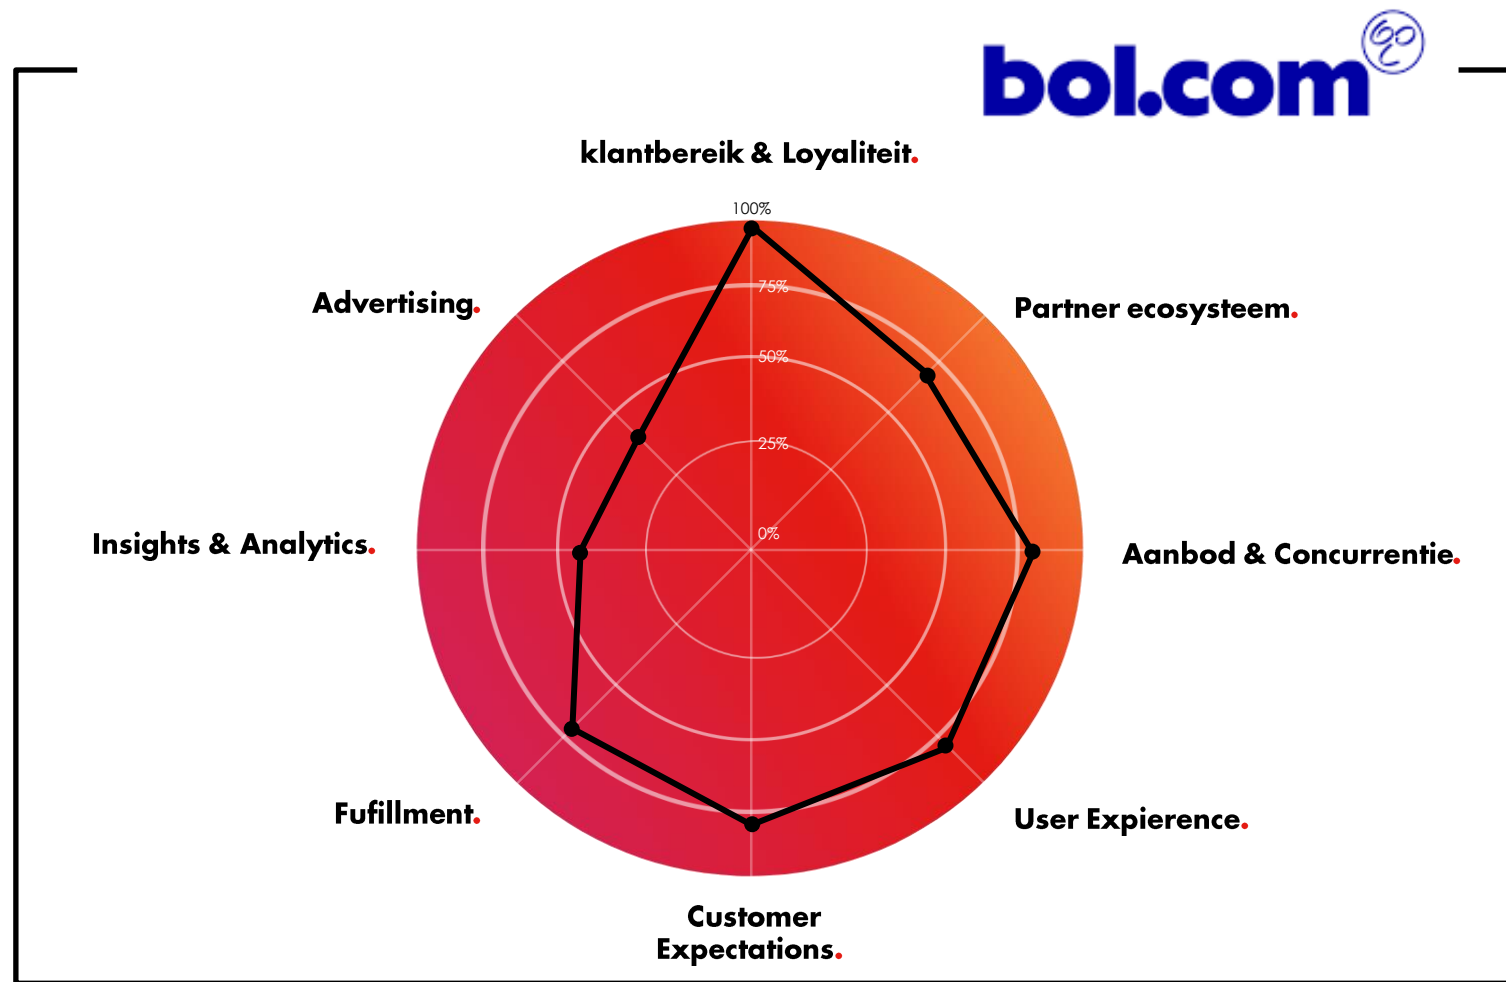 bol.com
klantbereik & Loyaliteit.
100%
75%
50%
25%
0%
Advertising.
Partner ecosysteem.
Insights & Analytics.
Aanbod & Concurrentie.
Fufillment.
User Expierence.
Customer
Expectations.